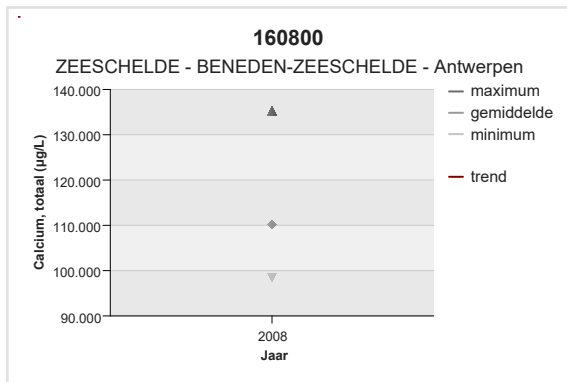 160800
ZEESCHELDE - BENEDEN-ZEESCHELDE - Antwerpen
140.000
130.000
120.000
110.000
100.000
90.000
Calcium, totaal (µg/L)
2008
Jaar
maximum
gemiddelde
minimum
trend